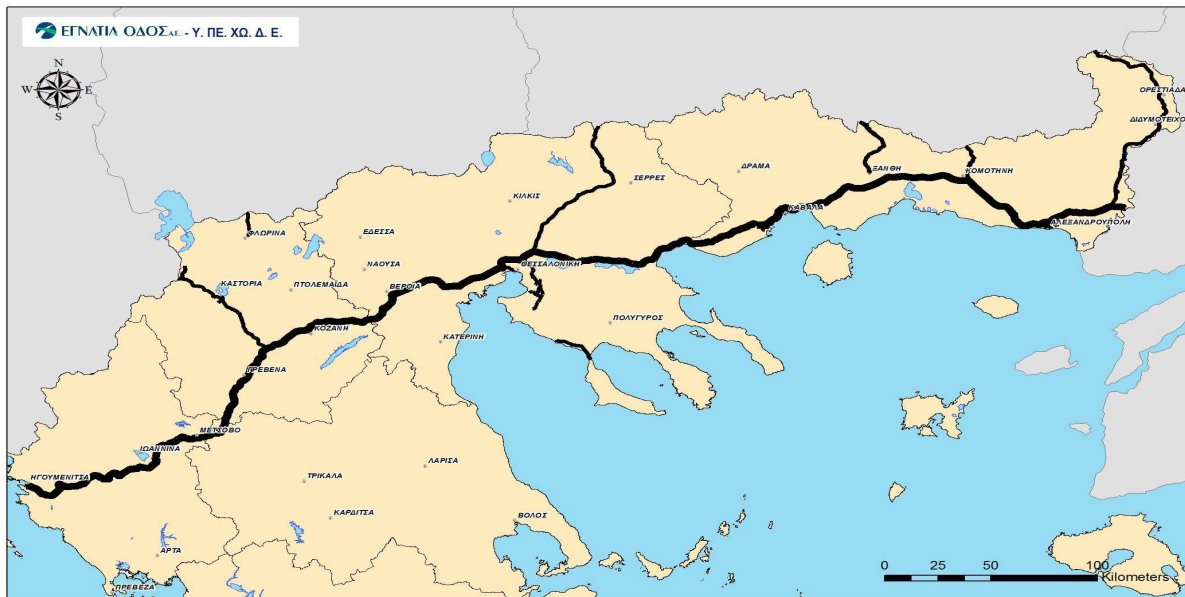 ΕΓΝΑΤΙΑ ΟΔΟΣ Α.Ε. - Υ. ΠΕ. ΧΩ. Δ. Ε.
N
W E
S
ΟΡΕΣΤΙΑΔΑ
ΔΙΔΥΜΟΤΕΙΧΟ
ΞΑΝΘΗ
ΚΟΜΟΤΗΝΗ
ΔΡΑΜΑ
ΣΕΡΡΕΣ
ΚΙΛΚΙΣ
ΚΑΒΑΛΑ
ΑΛΕΞΑΝΔΡΟΥΠΟΛΗ
ΦΛΩΡΙΝΑ
ΕΔΕΣΣΑ
ΝΑΟΥΣΑ
ΘΕΣΣΑΛΟΝΙΚΗ
ΚΑΣΤΟΡΙΑ
ΠΤΟΛΕΜΑΪΔΑ
ΒΕΡΟΙΑ
ΠΟΛΥΓΥΡΟΣ
ΚΟΖΑΝΗ
ΚΑΤΕΡΙΝΗ
ΓΡΕΒΕΝΑ
ΜΕΤΣΟΒΟ
ΙΩΑΝΝΙΝΑ
ΛΑΡΙΣΑ
ΗΓΟΥΜΕΝΙΤΣΑ
ΤΡΙΚΑΛΑ
ΚΑΡΔΙΤΣΑ
ΒΟΛΟΣ
ΑΡΤΑ
ΠΡΕΒΕΖΑ
0 25 50 100
Kilometers